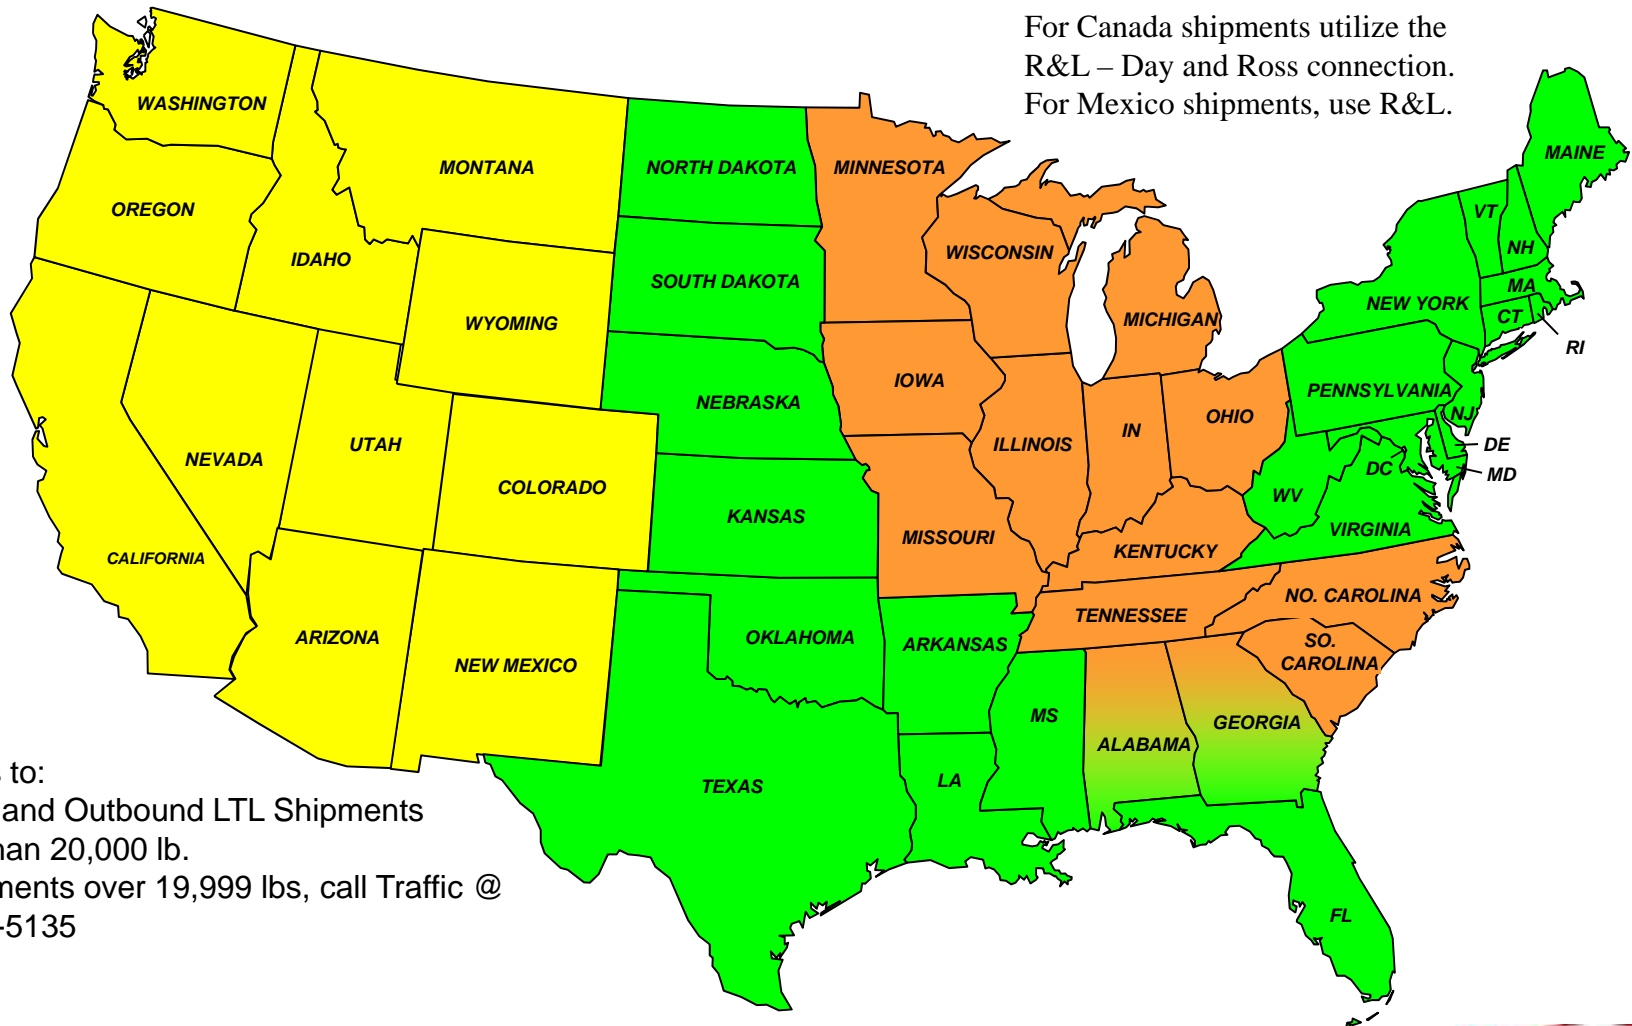 For Canada shipments utilize the
R&L – Day and Ross connection.
For Mexico shipments, use R&L.
WASHINGTON
OREGON
IDAHO
MONTANA
WYOMING
NEVADA
UTAH
COLORADO
CALIFORNIA
ARIZONA
NEW MEXICO
NORTH DAKOTA
SOUTH DAKOTA
NEBRASKA
KANSAS
OKLAHOMA
TEXAS
MINNESOTA
IOWA
MISSOURI
ARKANSAS
LA
WISCONSIN
ILLINOIS
MICHIGAN
IN
OHIO
KENTUCKY
TENNESSEE
MS
ALABAMA
GEORGIA
FL
NO. CAROLINA
SO.
CAROLINA
VIRGINIA
WV
DC
MD
DE
NJ
PENNSYLVANIA
NEW YORK
CT
RI
MA
VT
NH
MAINE
to:
and Outbound LTL Shipments
20,000 lb.
over 19,999 lbs, call Traffic @
-5135